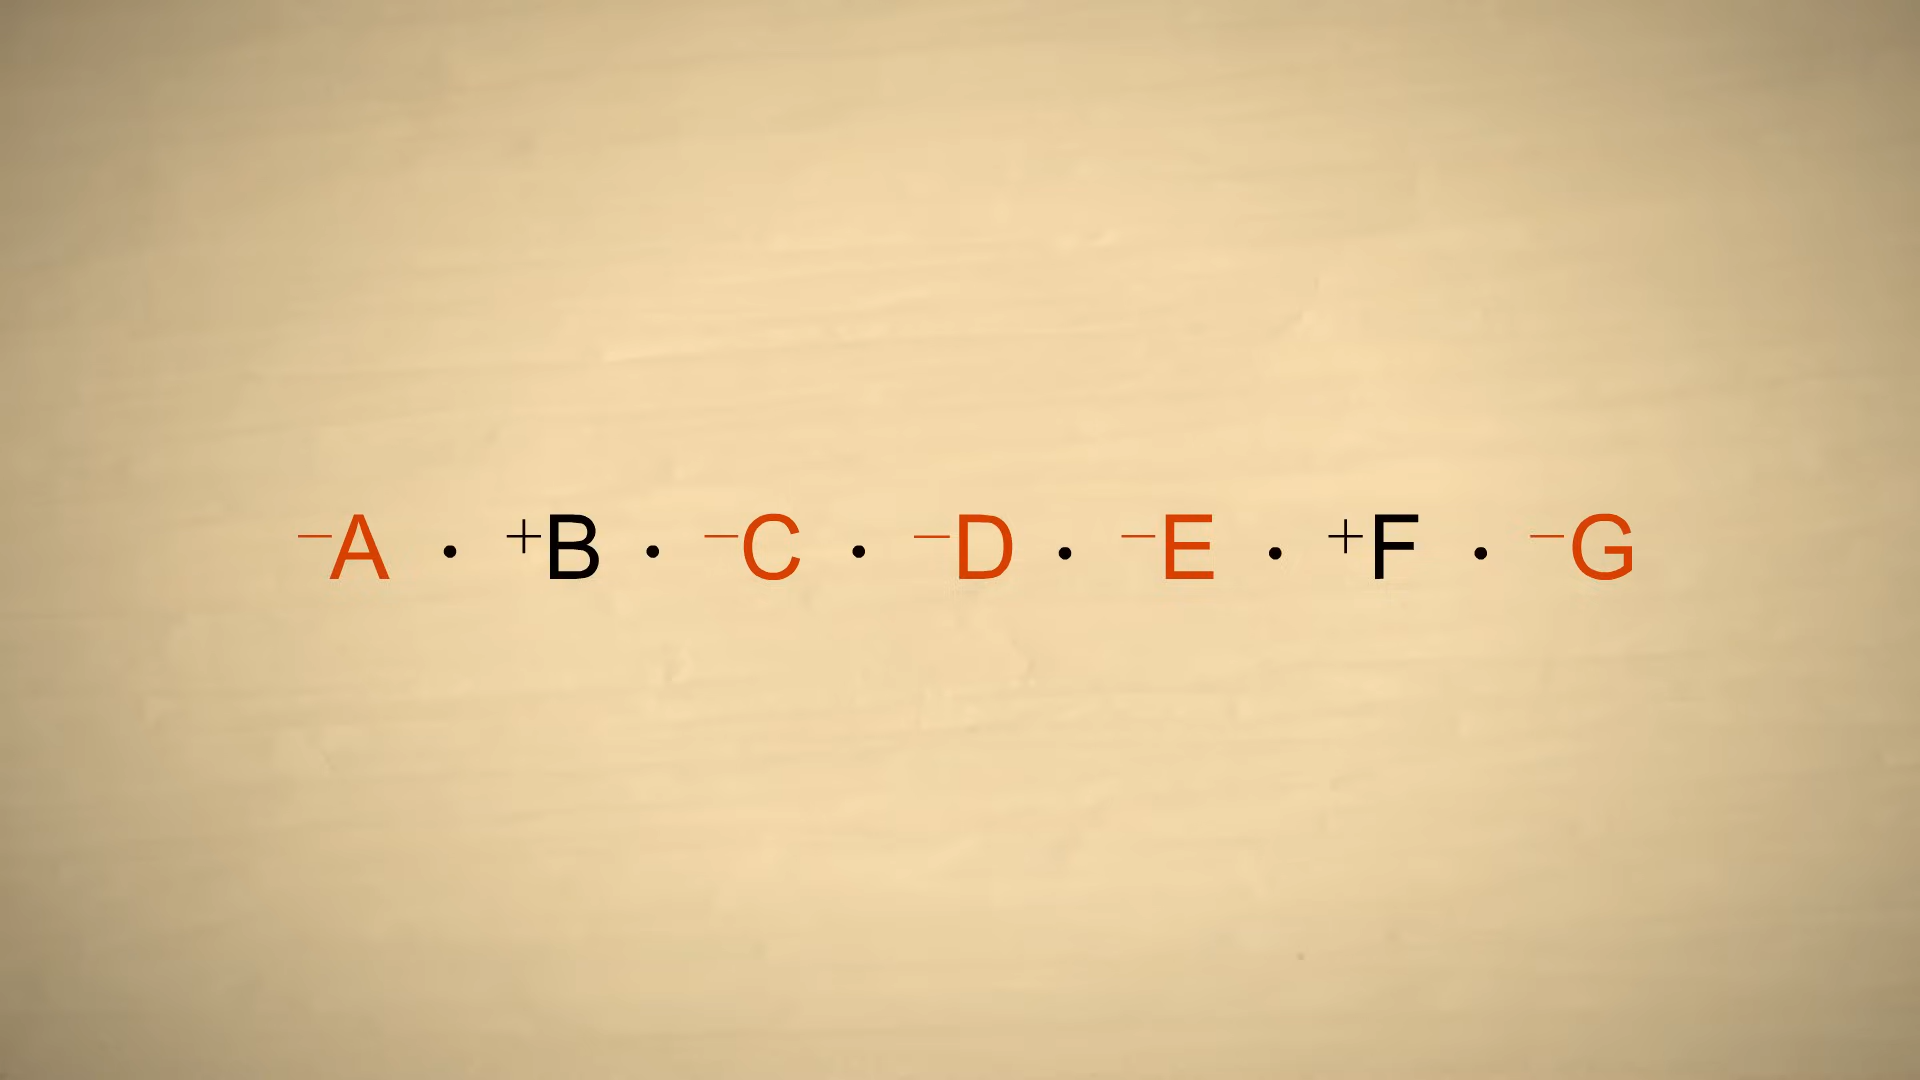 ⁻A · ⁺B · ⁻C · ⁻D · ⁻E · ⁺F · ⁻G